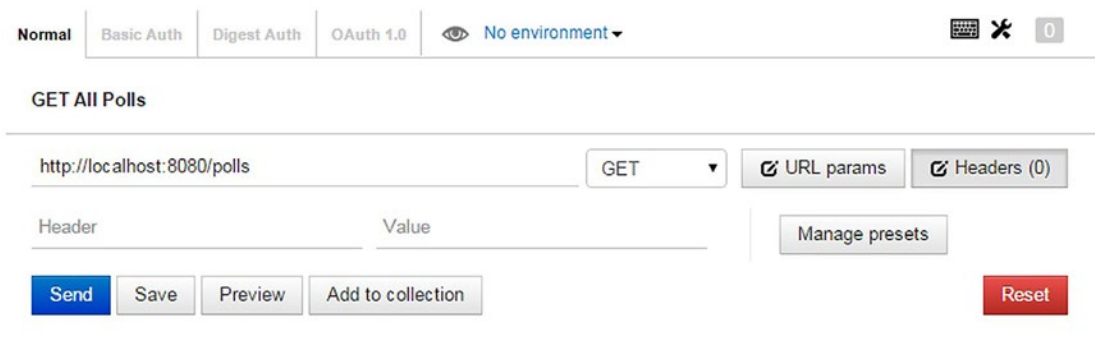 Normal Basic Auth Digest Auth OAuth 1.0 No environment 0
GET All Polls
http://localhost:8080/polls GET URL params Headers (0)
Header Value Manage presets
Send Save Preview Add to collection Reset